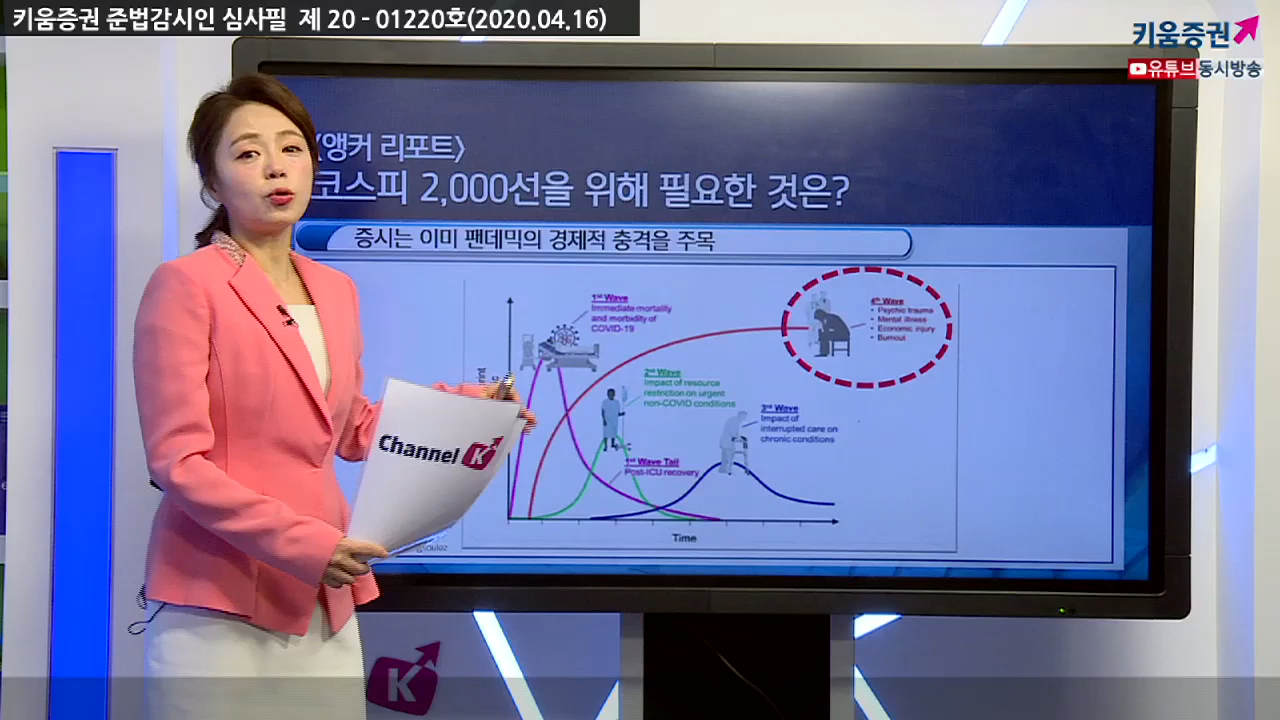 키움증권 준법감시인 심사필 제 20 - 01220호(2020.04.16)
키움증권
유튜브동시방송
<앵커 리포트>
코스피 2,000선을 위해 필요한 것은?
증시는 이미 팬데믹의 경제적 충격을 주목
1st Wave
Immediate mortality
and morbidity of
COVID-19
4th Wave
• Psychic trauma
• Mental illness
• Economic injury
• Burnout
2nd Wave
Impact of resource
restriction on urgent
non-COVID conditions
3rd Wave
Impact of
interrupted care on
chronic conditions
1st Wave Tail
Post-ICU recovery
Time
Channel K
K